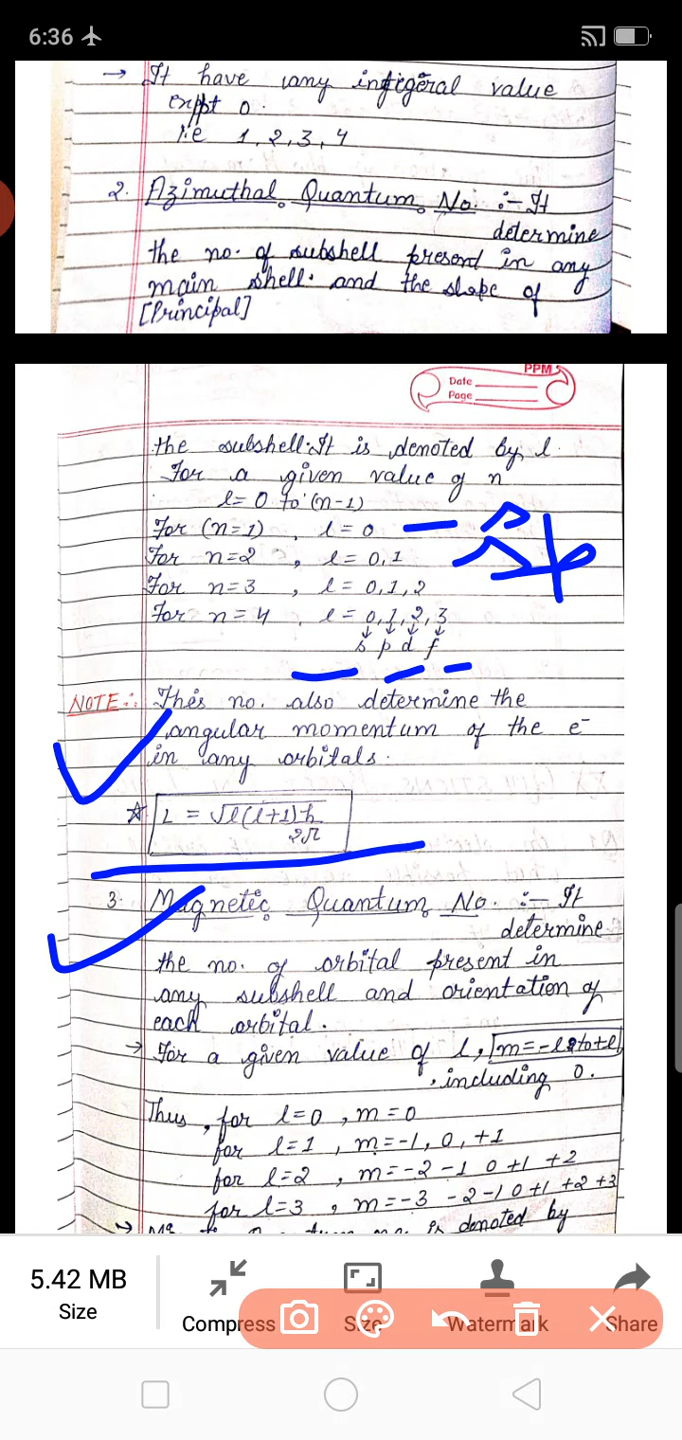 6:36
→ It have any intigeral value
exept 0.
i.e 1, 2, 3, 4
2. Azimuthal Quantum No. :- It
determine
the no. of subshell present in any
main shell. and the shape of
[Principal]
PPM
Date
Page
the subshell. It is denoted by l.
For a given value of n
l = 0 to (n-1)
For (n=1) , l = 0
For n=2 , l = 0,1
For n=3 , l = 0,1,2
For n=4 , l = 0,1,2,3
↓ ↓ ↓ ↓
s p d f
NOTE:- This no. also determine the
angular momentum of the e⁻
in any orbitals.
☆ L = √l(l+1) h
2π
3. Magnetic Quantum No. :- It
determine
the no. of orbital present in
any subshell and orientation of
each orbital.
→ For a given value of l, m = -l to +l
, including 0.
Thus, for l=0 , m=0
for l=1 , m=-1, 0, +1
for l=2 , m=-2 -1 0 +1 +2
for l=3 , m=-3 -2 -1 0 +1 +2 +3
is denoted by
5.42 MB
Size
Compress
Size
Watermark
Share